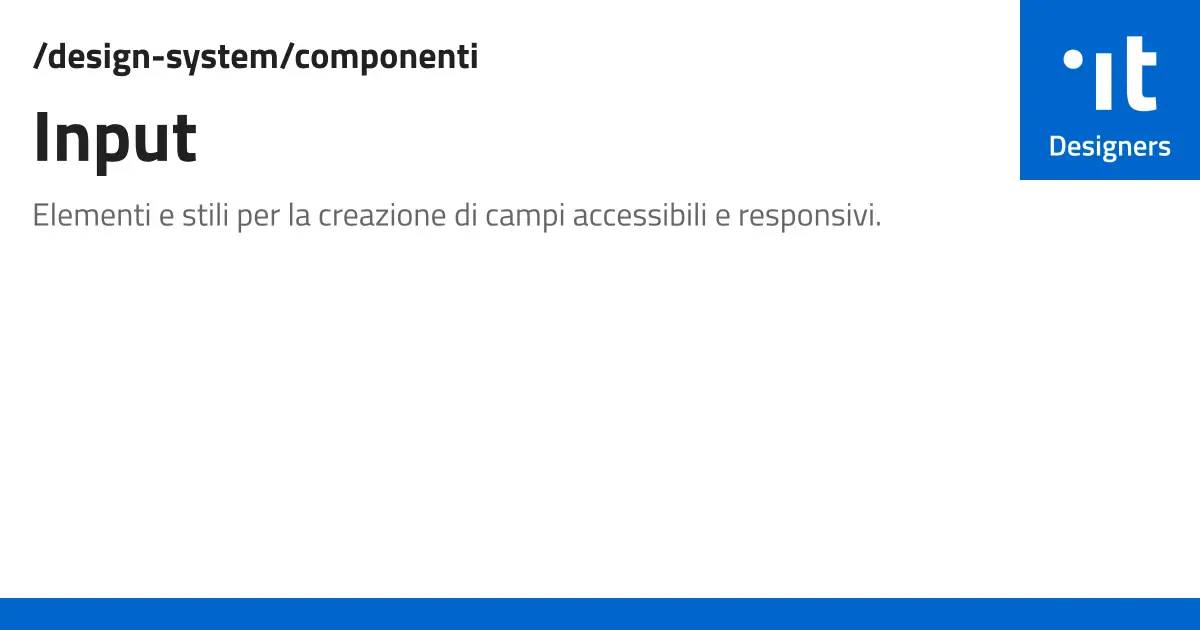 /design-system/componenti
Input
Elementi e stili per la creazione di campi accessibili e responsivi.
it
Designers